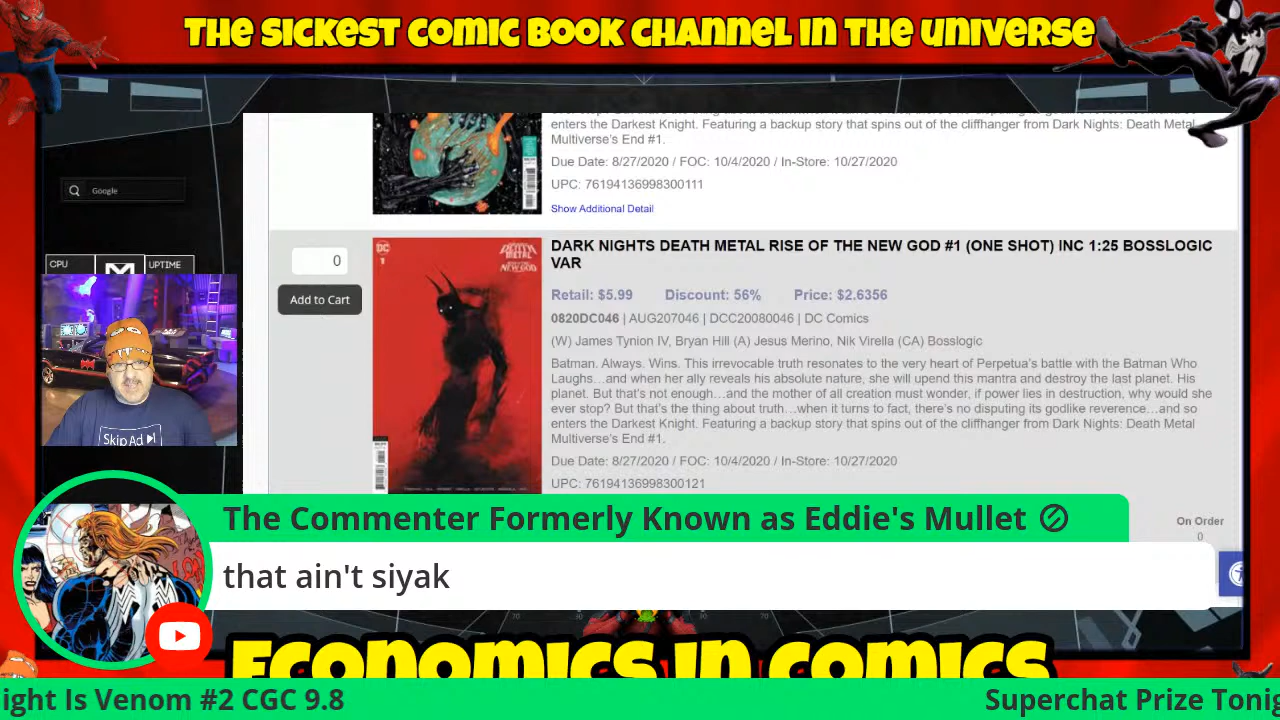 THE SICKEST COMIC BOOK CHANNEL IN THE UNIVERSE
enters the Darkest Knight. Featuring a backup story that spins out of the cliffhanger from Dark Nights: Death Metal
Multiverse's End #1.
Due Date: 8/27/2020 / FOC: 10/4/2020 / In-Store: 10/27/2020
UPC: 76194136998300111
Show Additional Detail
Google
CPU
UPTIME
0
Add to Cart
DC
1
DARK NIGHTS DEATH METAL RISE OF THE NEW GOD #1 (ONE SHOT) INC 1:25 BOSSLOGIC
VAR
Retail: $5.99 Discount: 56% Price: $2.6356
0820DC046 | AUG207046 | DCC20080046 | DC Comics
(W) James Tynion IV, Bryan Hill (A) Jesus Merino, Nik Virella (CA) Bosslogic
Batman. Always. Wins. This irrevocable truth resonates to the very heart of Perpetua's battle with the Batman Who
Laughs…and when her ally reveals his absolute nature, she will upend this mantra and destroy the last planet. His
planet. But that's not enough…and the mother of all creation must wonder, if power lies in destruction, why would she
ever stop? But that's the thing about truth…when it turns to fact, there's no disputing its godlike reverence…and so
enters the Darkest Knight. Featuring a backup story that spins out of the cliffhanger from Dark Nights: Death Metal
Multiverse's End #1.
Due Date: 8/27/2020 / FOC: 10/4/2020 / In-Store: 10/27/2020
UPC: 76194136998300121
On Order
0
Skip Ad
The Commenter Formerly Known as Eddie's Mullet
that ain't siyak
ECONOMICS IN COMICS
ight Is Venom #2 CGC 9.8
Superchat Prize Tonig